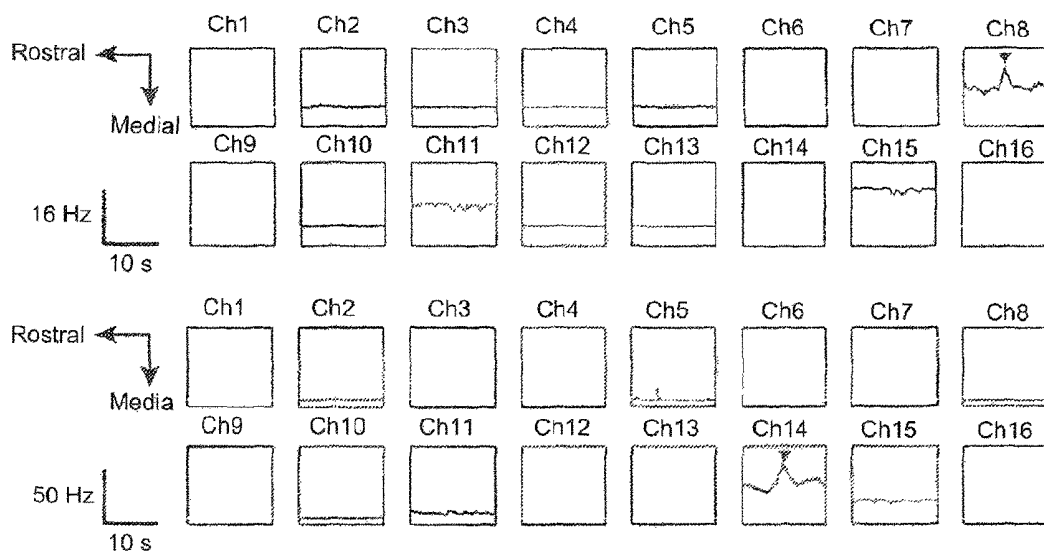 Ch1 Ch2 Ch3 Ch4 Ch5 Ch6 Ch7 Ch8
Rostral
Medial
Ch9 Ch10 Ch11 Ch12 Ch13 Ch14 Ch15 Ch16
16 Hz
10 s
Ch1 Ch2 Ch3 Ch4 Ch5 Ch6 Ch7 Ch8
Rostral
Media
Ch9 Ch10 Ch11 Ch12 Ch13 Ch14 Ch15 Ch16
50 Hz
10 s